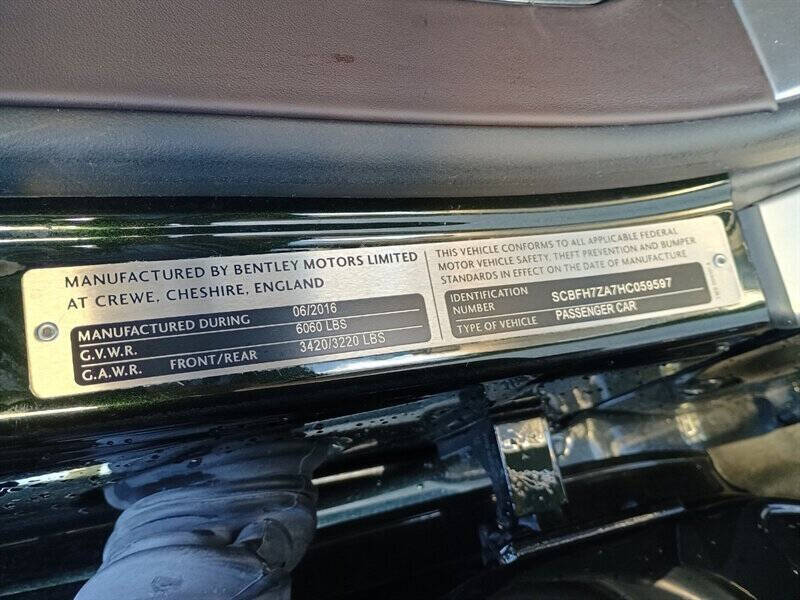 MANUFACTURED BY BENTLEY MOTORS LIMITED
AT CREWE, CHESHIRE, ENGLAND
MANUFACTURED DURING 06/2016
G.V.W.R. 6060 LBS
G.A.W.R. FRONT/REAR 3420/3220 LBS
THIS VEHICLE CONFORMS TO ALL APPLICABLE FEDERAL
MOTOR VEHICLE SAFETY, THEFT PREVENTION AND BUMPER
STANDARDS IN EFFECT ON THE DATE OF MANUFACTURE.
IDENTIFICATION
NUMBER SCBFH7ZA7HC059597
TYPE OF VEHICLE PASSENGER CAR